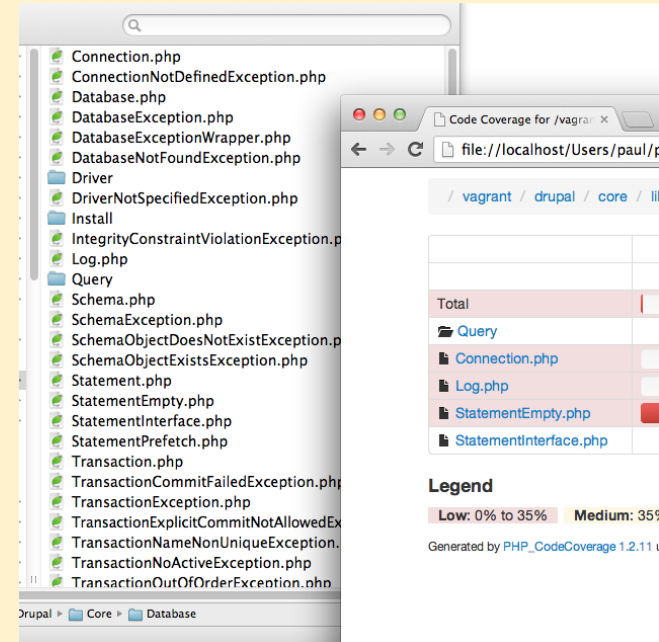 Connection.php
ConnectionNotDefinedException.php
Database.php
DatabaseException.php
DatabaseExceptionWrapper.php
DatabaseNotFoundException.php
Driver
DriverNotSpecifiedException.php
Install
IntegrityConstraintViolationException.p
Log.php
Query
Schema.php
SchemaException.php
SchemaObjectDoesNotExistException.p
SchemaObjectExistsException.php
Statement.php
StatementEmpty.php
StatementInterface.php
StatementPrefetch.php
Transaction.php
TransactionCommitFailedException.php
TransactionException.php
TransactionExplicitCommitNotAllowedEx
TransactionNameNonUniqueException.
TransactionNoActiveException.php
TransactionOutOfOrderException.php
Drupal ▸ Core ▸ Database
Code Coverage for /vagran ×
file://localhost/Users/paul/p
/ vagrant / drupal / core / lib
Total
Query
Connection.php
Log.php
StatementEmpty.php
StatementInterface.php
Legend
Low: 0% to 35% Medium: 35%
Generated by PHP_CodeCoverage 1.2.11 u